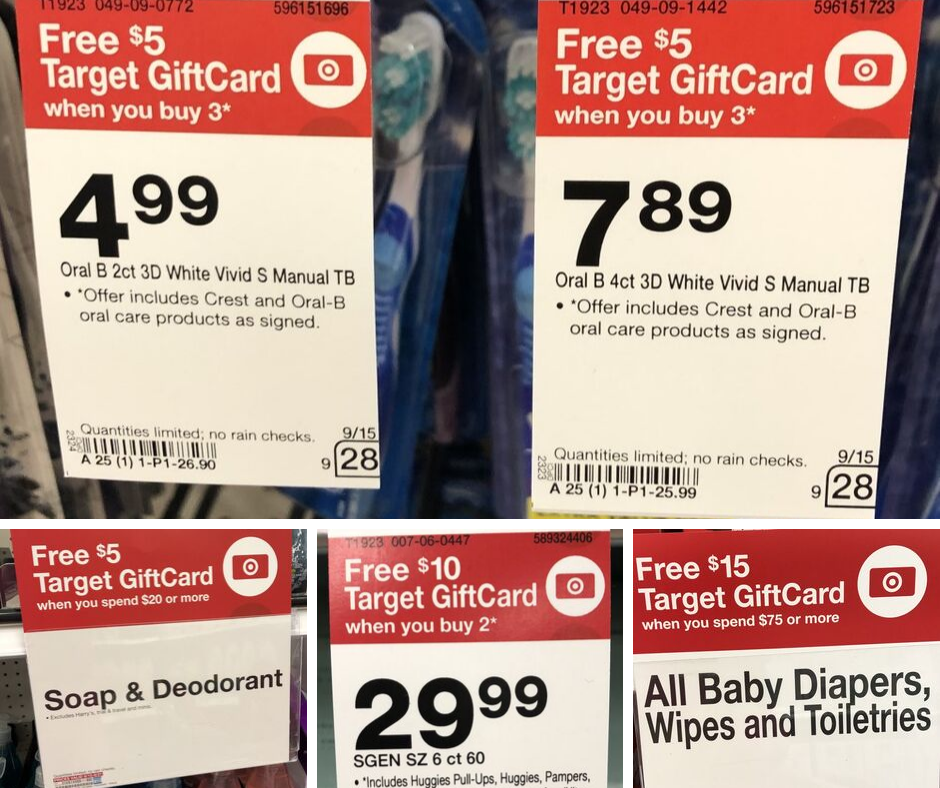 T1923 049-09-0772 596151696
Free $5
Target GiftCard
when you buy 3*
4 99
Oral B 2ct 3D White Vivid S Manual TB
• *Offer includes Crest and Oral-B
oral care products as signed.
Quantities limited; no rain checks.
9/15
A 25 (1) 1-P1-26.90
9 28
T1923 049-09-1442 596151723
Free $5
Target GiftCard
when you buy 3*
7 89
Oral B 4ct 3D White Vivid S Manual TB
• *Offer includes Crest and Oral-B
oral care products as signed.
Quantities limited; no rain checks.
9/15
A 25 (1) 1-P1-25.99
9 28
Free $5
Target GiftCard
when you spend $20 or more
Soap & Deodorant
T1923 007-06-0447 589324406
Free $10
Target GiftCard
when you buy 2*
29 99
SGEN SZ 6 ct 60
• *Includes Huggies Pull-Ups, Huggies, Pampers,
Free $15
Target GiftCard
when you spend $75 or more
All Baby Diapers,
Wipes and Toiletries